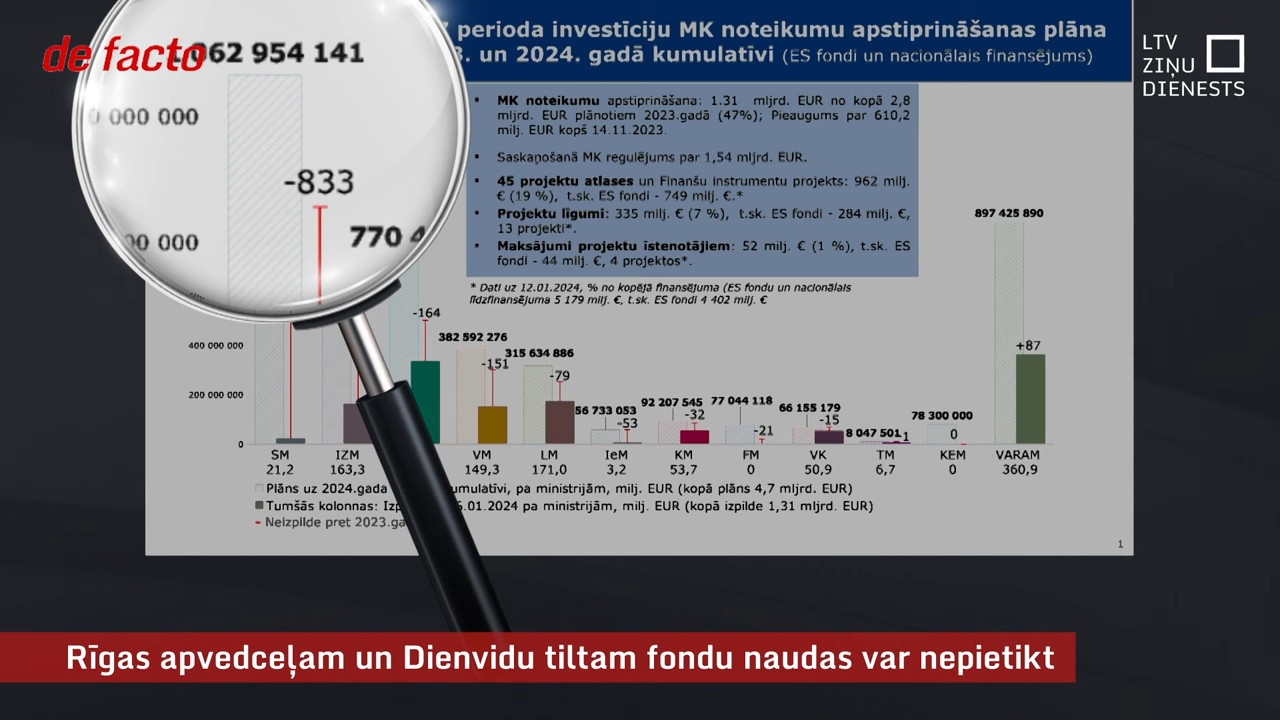 de facto
7 perioda investīciju MK noteikumu apstiprināšanas plāna
3. un 2024. gadā kumulatīvi (ES fondi un nacionālais finansējums)
LTV
ZIŅU
DIENESTS
062 954 141
0 000 000
-833
00 000
770 4
▪ MK noteikumu apstiprināšana: 1.31 mljrd. EUR no kopā 2,8
mljrd. EUR plānotiem 2023.gadā (47%); Pieaugums par 610,2
milj. EUR kopš 14.11.2023.
▪ Saskaņošanā MK regulējums par 1,54 mljrd. EUR.
▪ 45 projektu atlases un Finanšu instrumentu projekts: 962 milj.
€ (19 %), t.sk. ES fondi - 749 milj. €.*
▪ Projektu līgumi: 335 milj. € (7 %), t.sk. ES fondi - 284 milj. €,
13 projekti*.
▪ Maksājumi projektu īstenotājiem: 52 milj. € (1 %), t.sk. ES
fondi - 44 milj. €, 4 projektos*.
* Dati uz 12.01.2024, % no kopējā finansējuma (ES fondu un nacionālais
līdzfinansējuma 5 179 milj. €, t.sk. ES fondi 4 402 milj. €
897 425 890
-164
382 592 276
+87
400 000 000
315 634 886
-151
-79
200 000 000
56 733 053
92 207 545
77 044 118
66 155 179
78 300 000
-53
-32
-21
-15
8 047 501
-1
0
0
SM IZM VM LM IeM KM FM VK TM KEM VARAM
21,2 163,3 149,3 171,0 3,2 53,7 0 50,9 6,7 0 360,9
Plāns uz 2024.gada umulatīvi, pa ministrijām, milj. EUR (kopā plāns 4,7 mljrd. EUR)
Tumšās kolonnas: Izp 6.01.2024 pa ministrijām, milj. EUR (kopā izpilde 1,31 mljrd. EUR)
Neizpilde pret 2023.ga
1
Rīgas apvedceļam un Dienvidu tiltam fondu naudas var nepietikt